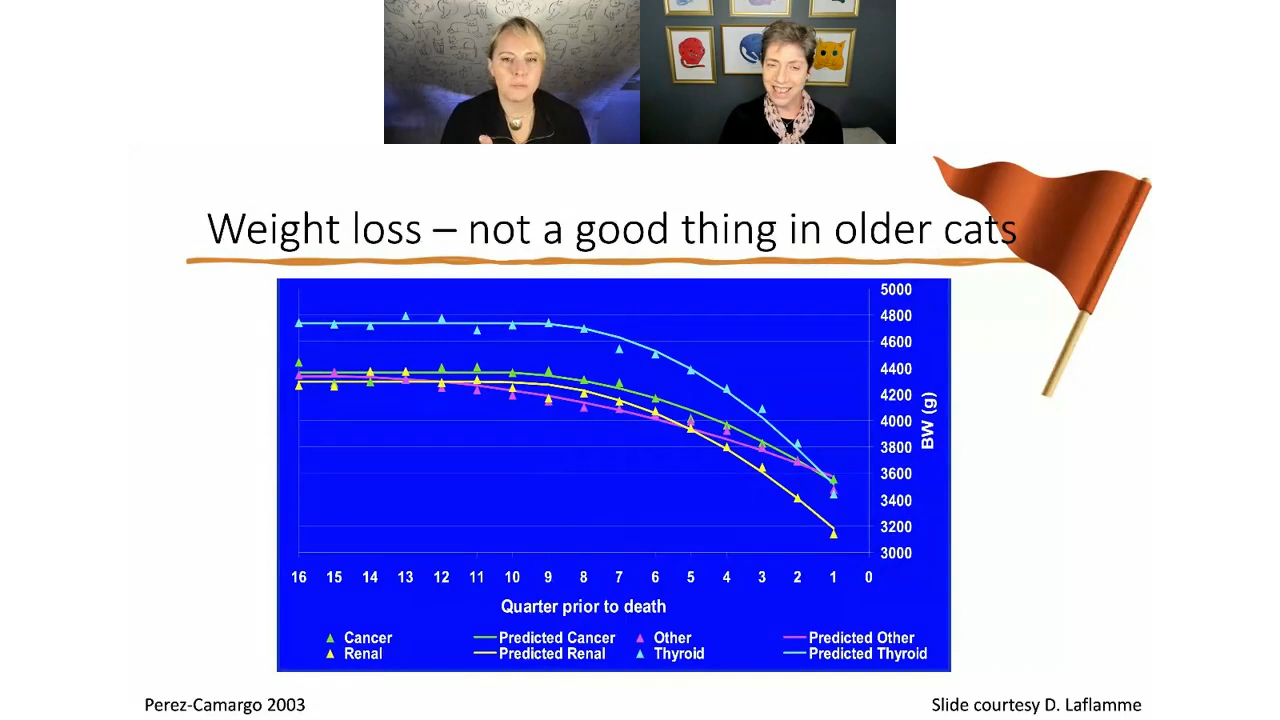 Weight loss – not a good thing in older cats
5000
4800
4600
4400
4200
4000
3800
3600
3400
3200
3000
BW (g)
16 15 14 13 12 11 10 9 8 7 6 5 4 3 2 1 0
Quarter prior to death
Cancer Predicted Cancer Other Predicted Other
Renal Predicted Renal Thyroid Predicted Thyroid
Perez-Camargo 2003
Slide courtesy D. Laflamme